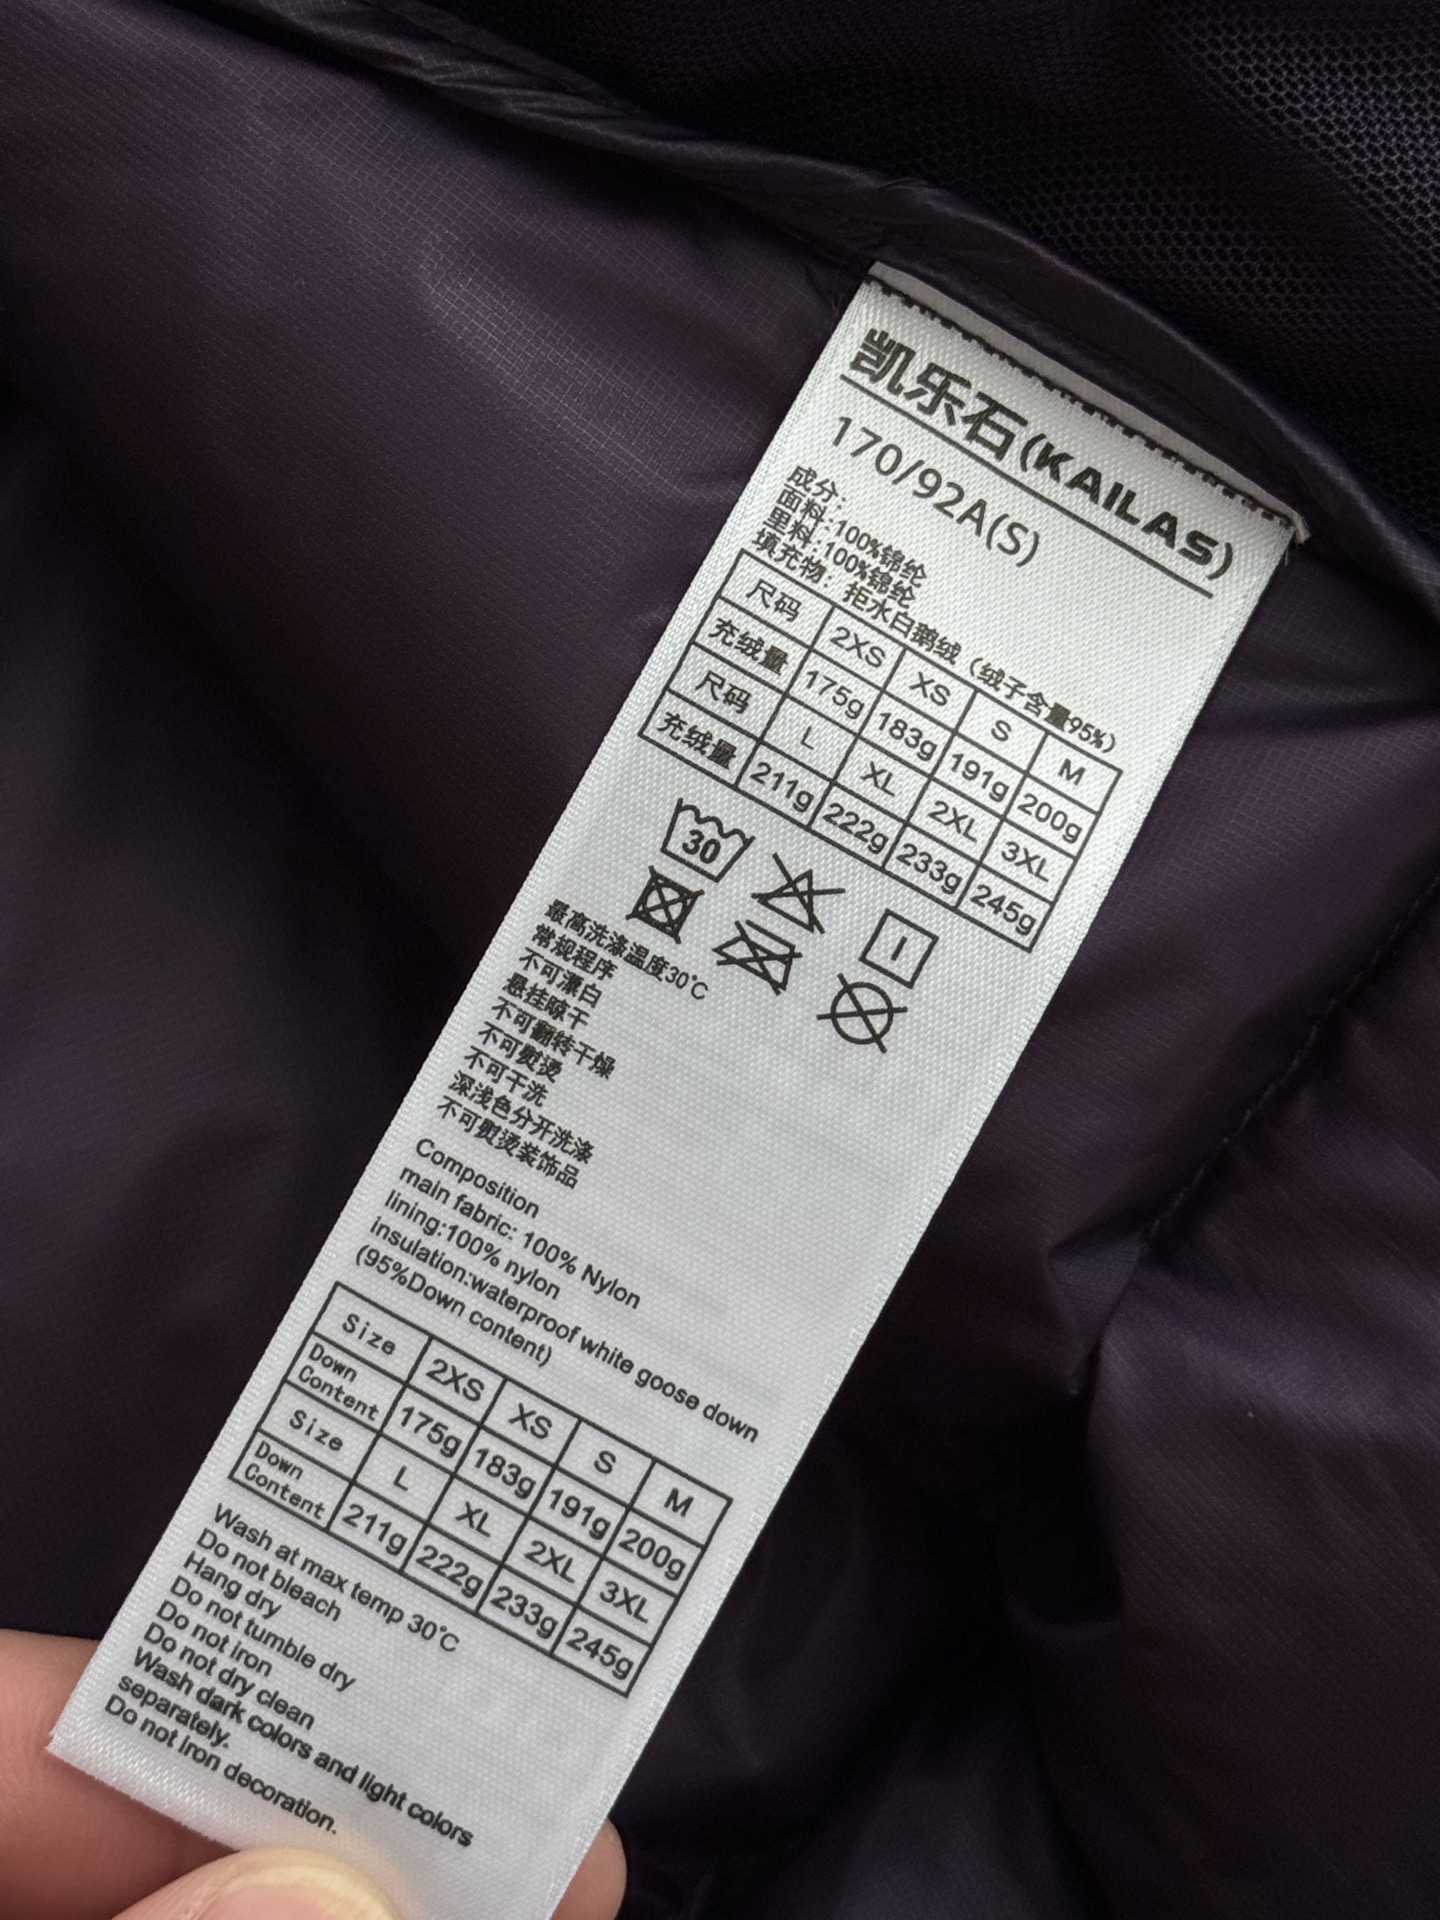 凯乐石(KAILAS)
170/92A(S)
成分:
面料:100%锦纶
里料:100%锦纶
填充物: 拒水白鹅绒（绒子含量95%）
尺码 2XS XS S M
充绒量 175g 183g 191g 200g
尺码 L XL 2XL 3XL
充绒量 211g 222g 233g 245g
30
最高洗涤温度30℃
常规程序
不可漂白
悬挂晾干
不可翻转干燥
不可熨烫
不可干洗
深浅色分开洗涤
不可熨烫装饰品
Composition
main fabric: 100% Nylon
lining:100% nylon
insulation:waterproof white goose down
(95%Down content)
Size 2XS XS S M
Down Content 175g 183g 191g 200g
Size L XL 2XL 3XL
Down Content 211g 222g 233g 245g
Wash at max temp 30℃
Do not bleach
Hang dry
Do not tumble dry
Do not iron
Do not dry clean
Wash dark colors and light colors
separately.
Do not iron decoration.